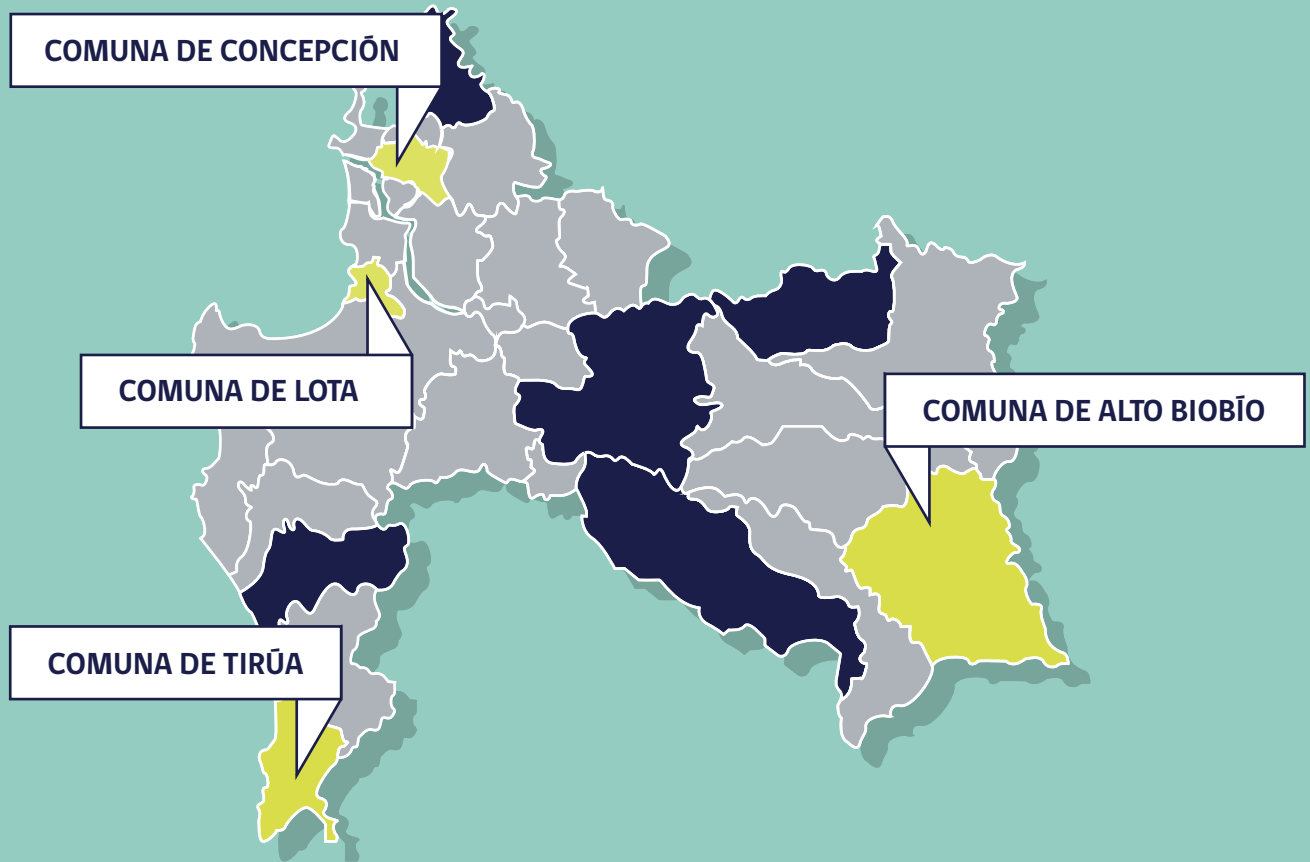 COMUNA DE CONCEPCIÓN
COMUNA DE LOTA
COMUNA DE ALTO BIOBÍO
COMUNA DE TIRÚA